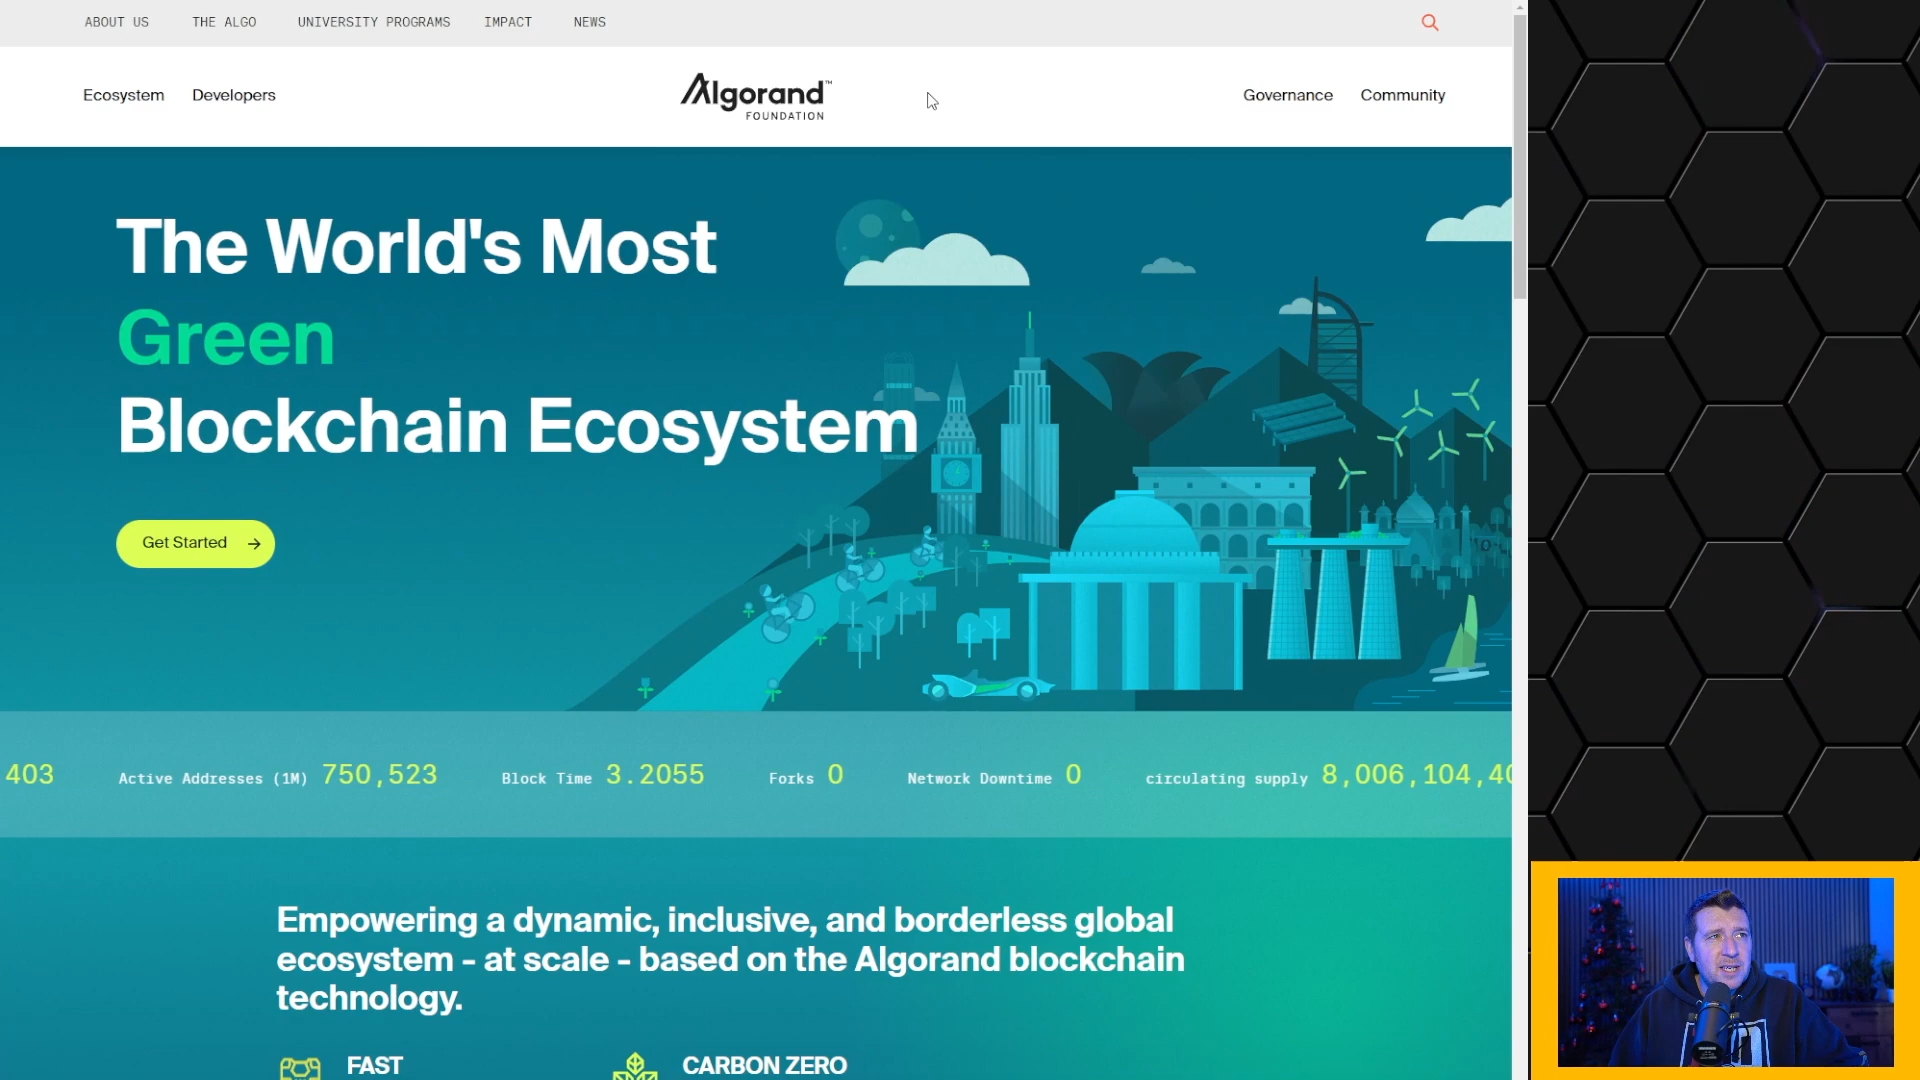 ABOUT US THE ALGO UNIVERSITY PROGRAMS IMPACT NEWS
Ecosystem Developers Algorand™ FOUNDATION Governance Community
The World's Most
Green
Blockchain Ecosystem
Get Started →
403 Active Addresses (1M) 750,523 Block Time 3.2055 Forks 0 Network Downtime 0 circulating supply 8,006,104,40
Empowering a dynamic, inclusive, and borderless global
ecosystem - at scale - based on the Algorand blockchain
technology.
FAST CARBON ZERO